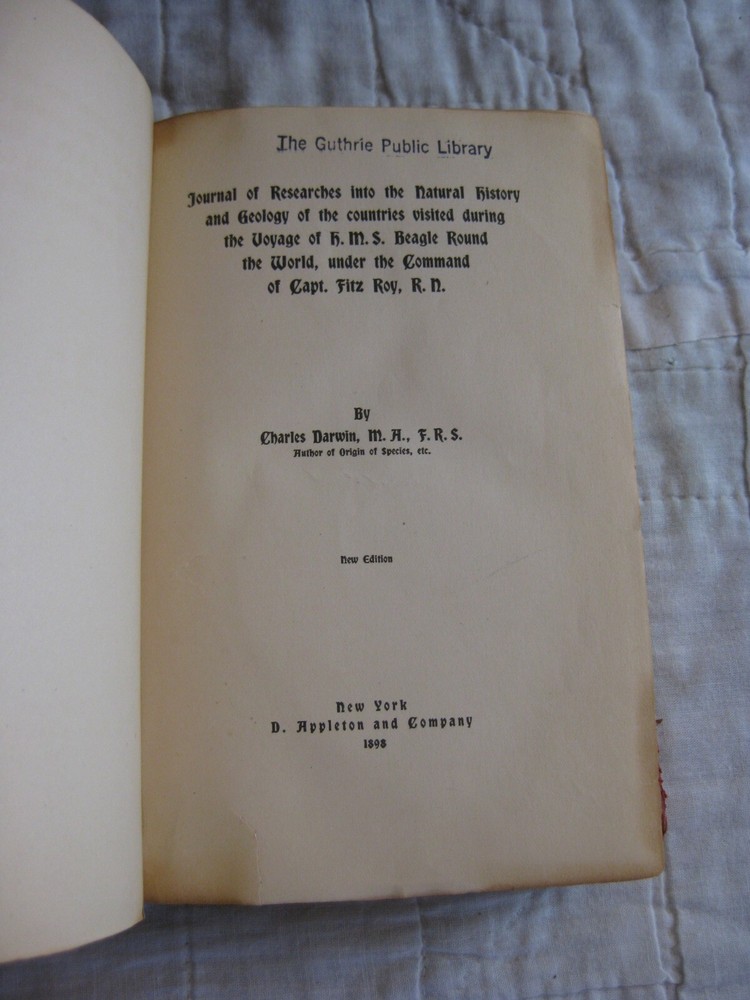 The Guthrie Public Library
Journal of Researches into the Natural History
and Geology of the countries visited during
the Voyage of H. M. S. Beagle Round
the World, under the Command
of Capt. Fitz Roy, R. N.
By
Charles Darwin, M. A., F. R. S.
Author of Origin of Species, etc.
New Edition
New York
D. Appleton and Company
1898